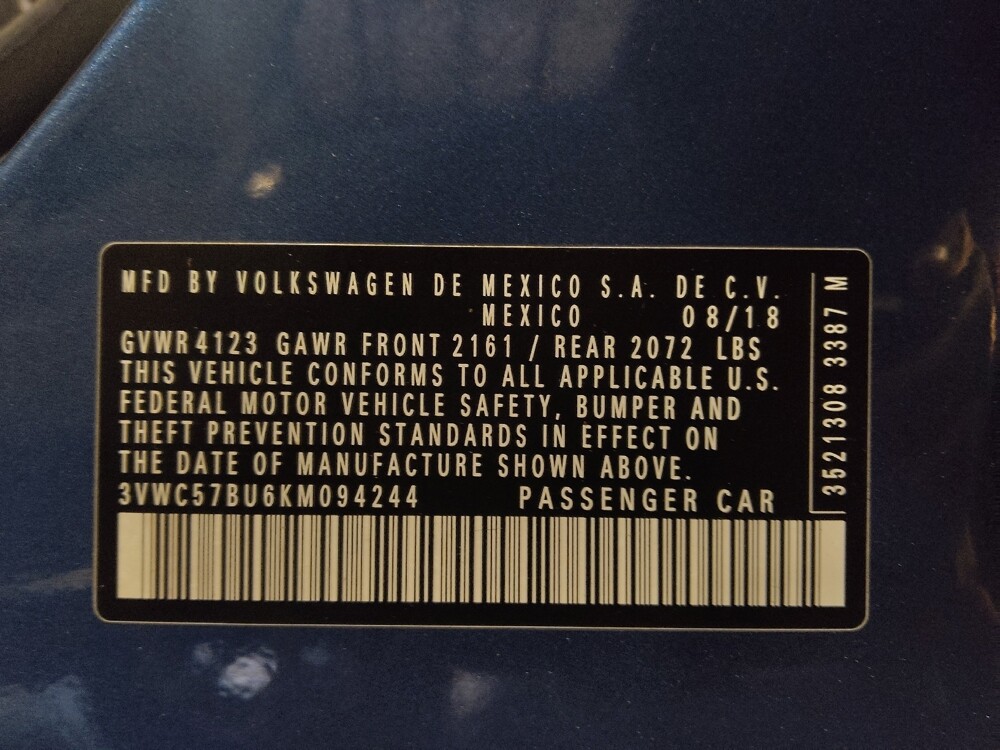 MFD BY VOLKSWAGEN DE MEXICO S.A. DE C.V.
MEXICO 08/18
GVWR 4123 GAWR FRONT 2161 / REAR 2072 LBS
THIS VEHICLE CONFORMS TO ALL APPLICABLE U.S.
FEDERAL MOTOR VEHICLE SAFETY, BUMPER AND
THEFT PREVENTION STANDARDS IN EFFECT ON
THE DATE OF MANUFACTURE SHOWN ABOVE.
3VWC57BU6KM094244 PASSENGER CAR
3521308 3387 M